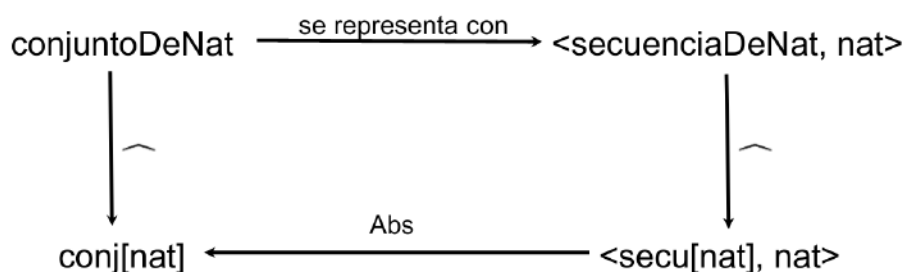 conjuntoDeNat se representa con <secuenciaDeNat, nat>
Abs
conj[nat] <secu[nat], nat>